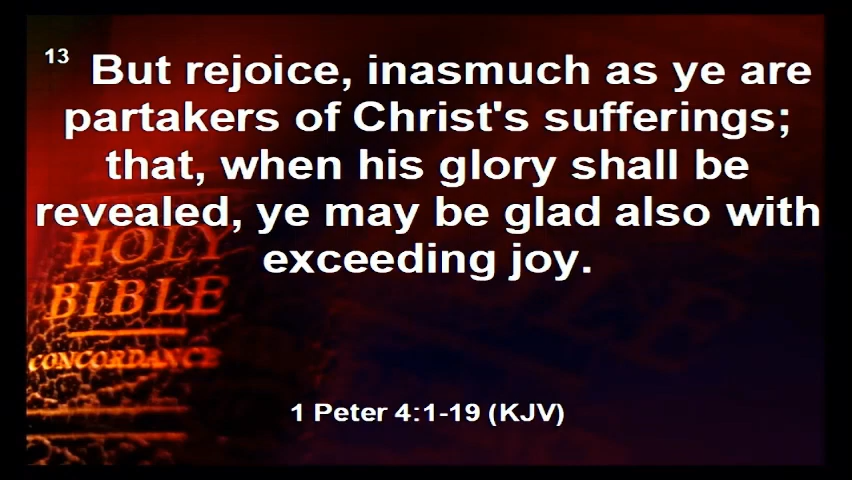 13 But rejoice, inasmuch as ye are
partakers of Christ's sufferings;
that, when his glory shall be
revealed, ye may be glad also with
exceeding joy.
HOLY
BIBLE
CONCORDANCE
1 Peter 4:1-19 (KJV)